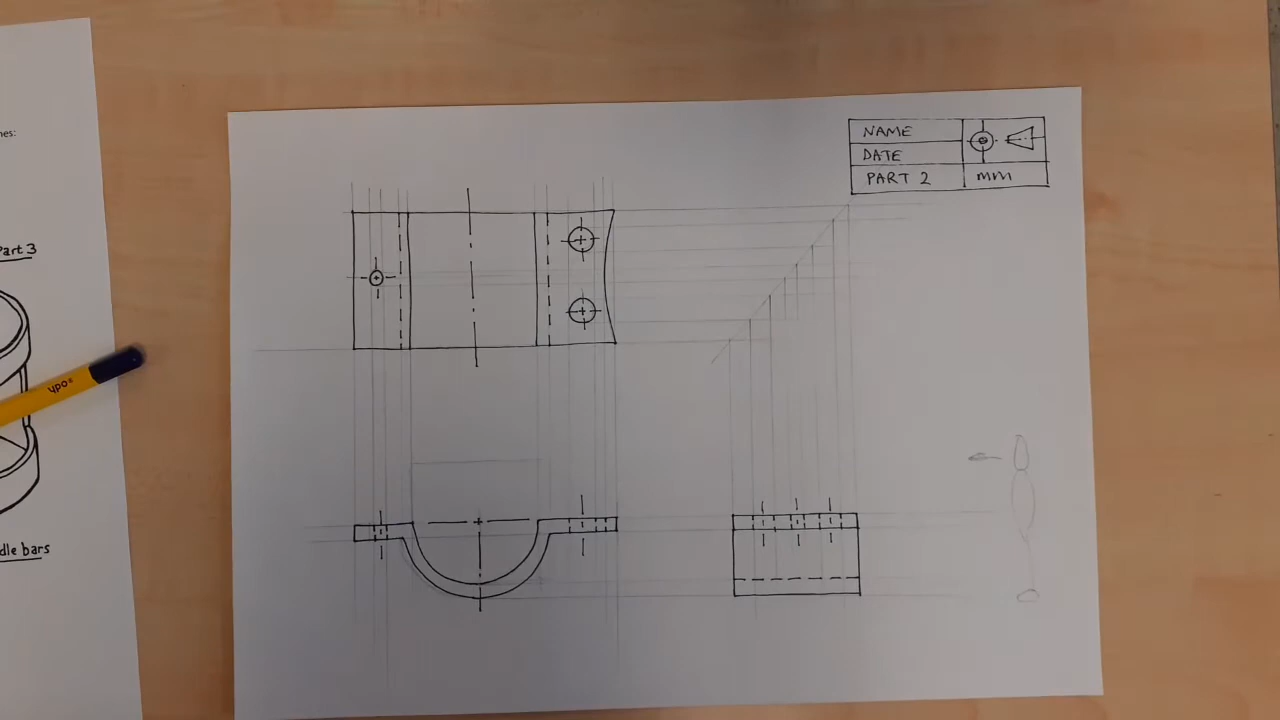 nes:
Part 3
ypo
dle bars
NAME
DATE
PART 2
mm